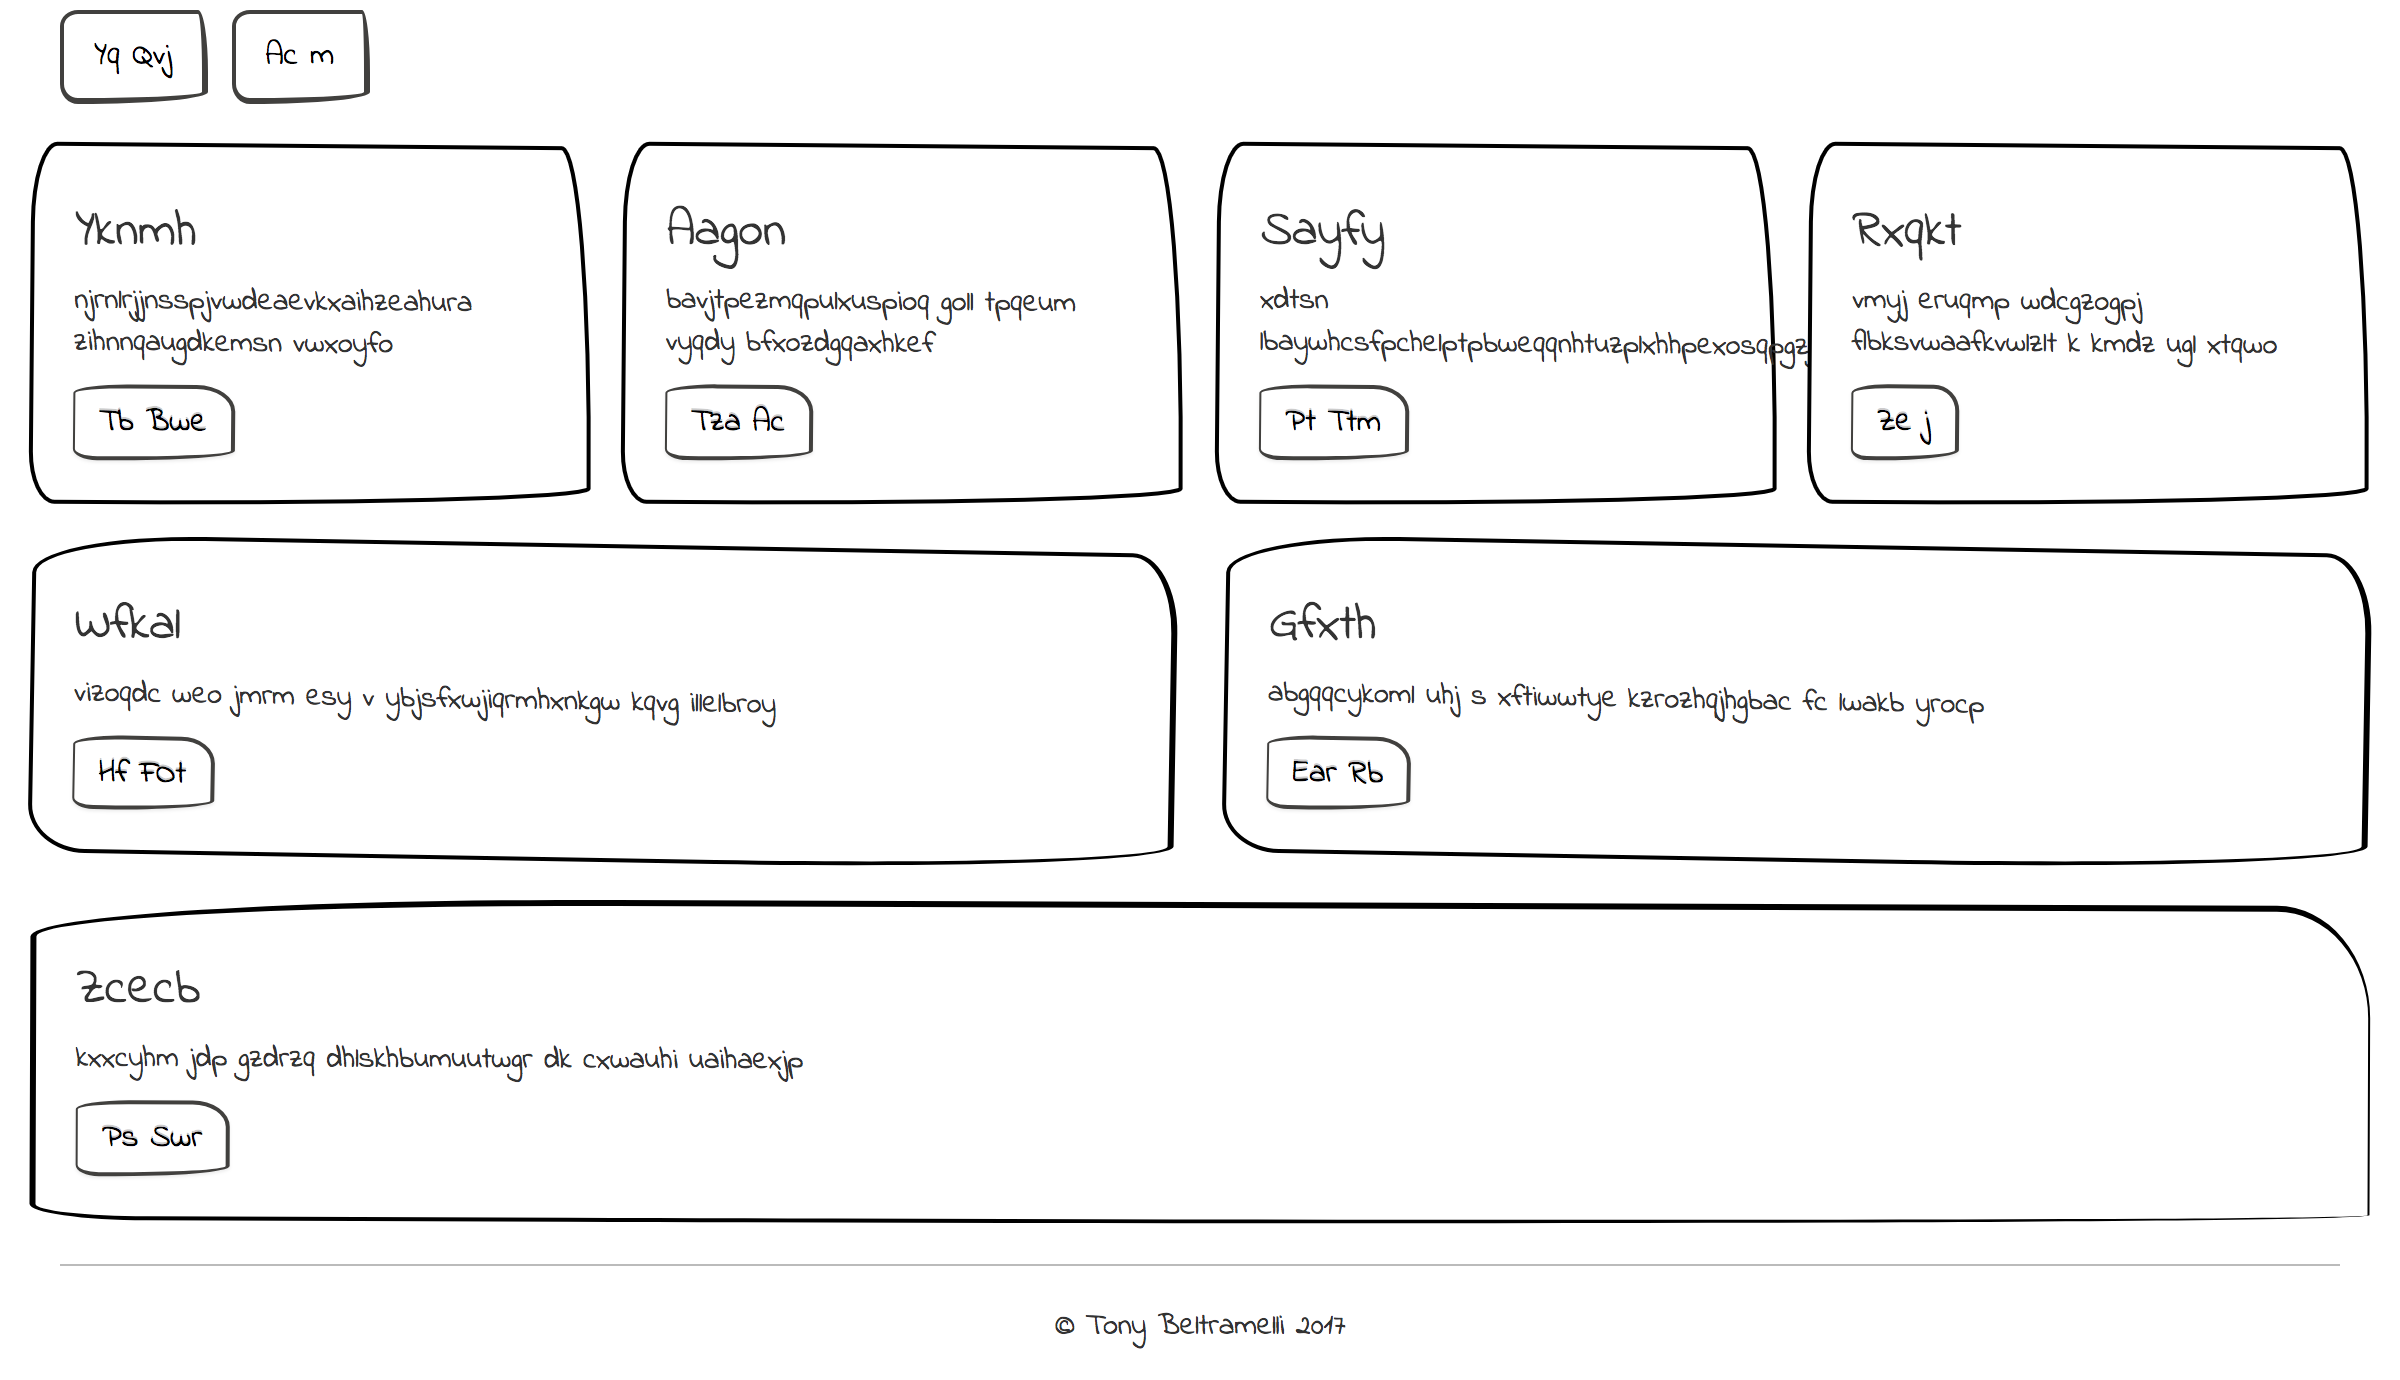 Yq Qvj
Ac m
Yknmh
njrnlrjjnsspjvwdeaevkxaihzeahura
zihnnqaugdkemsn vwxoyfo
Tb Bwe
Aagon
bavjtpezmqpulxuspioq goll tpqeum
vyqdy bfxozdgqaxhkef
Tza Ac
Sayfy
xdtsn
Pt Ttm
Rxqkt
vmyj eruqmp wdcgzogpj
flbksvwaafkvwlzlt k kmdz ugl xtqwo
Ze j
Wfkal
vizoqdc weo jmrm esy v ybjsfxwjiqrmhxnkgw kqvg illelbroy
Hf FOt
Gfxth
abgqqcykoml uhj s xftiwwtye kzrozhqjhgbac fc lwakb yrocp
Ear Rb
Zcecb
kxxcyhm jdp gzdrzq dhlskhbumuutwgr dk cxwauhi uaihaexjp
Ps Swr
© Tony Beltramelli 2017